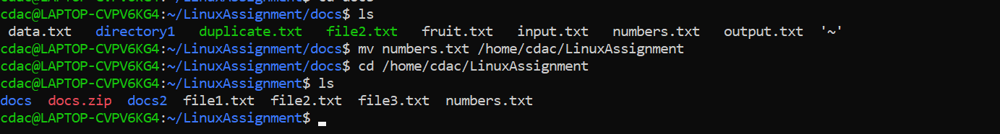 cdac@LAPTOP-CVPV6KG4:~/LinuxAssignment/docs$ ls
data.txt directory1 duplicate.txt file2.txt fruit.txt input.txt numbers.txt output.txt '~'
cdac@LAPTOP-CVPV6KG4:~/LinuxAssignment/docs$ mv numbers.txt /home/cdac/LinuxAssignment
cdac@LAPTOP-CVPV6KG4:~/LinuxAssignment/docs$ cd /home/cdac/LinuxAssignment
cdac@LAPTOP-CVPV6KG4:~/LinuxAssignment$ ls
docs docs.zip docs2 file1.txt file2.txt file3.txt numbers.txt
cdac@LAPTOP-CVPV6KG4:~/LinuxAssignment$